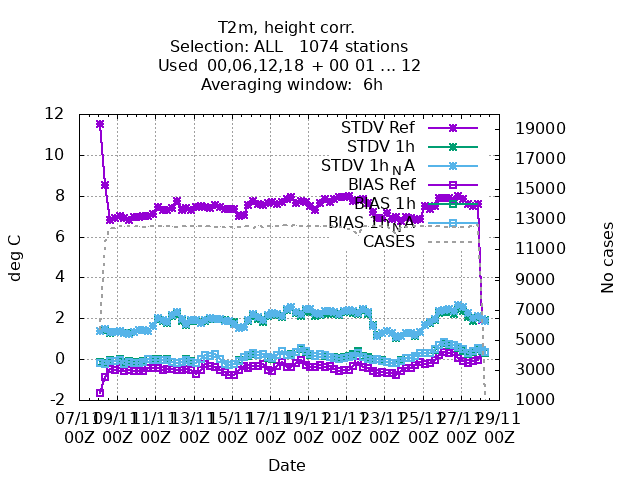 T2m, height corr.
Selection: ALL   1074 stations
Used  00,06,12,18 + 00 01 ... 12
Averaging window:  6h
12
10
8
6
4
2
0
-2
deg C
STDV Ref
STDV 1h
STDV 1h_NA
BIAS Ref
BIAS 1h
BIAS 1h_NA
CASES
19000
17000
15000
13000
11000
9000
7000
5000
3000
1000
No cases
07/11 09/11 11/11 13/11 15/11 17/11 19/11 21/11 23/11 25/11 27/11 29/11
00Z 00Z 00Z 00Z 00Z 00Z 00Z 00Z 00Z 00Z 00Z 00Z
Date